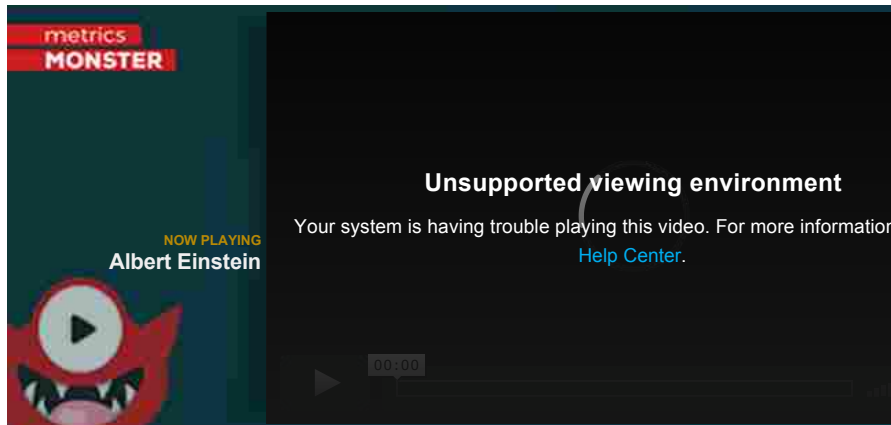 metrics
MONSTER
Unsupported viewing environment
Your system is having trouble playing this video. For more information
Help Center.
NOW PLAYING
Albert Einstein
00:00